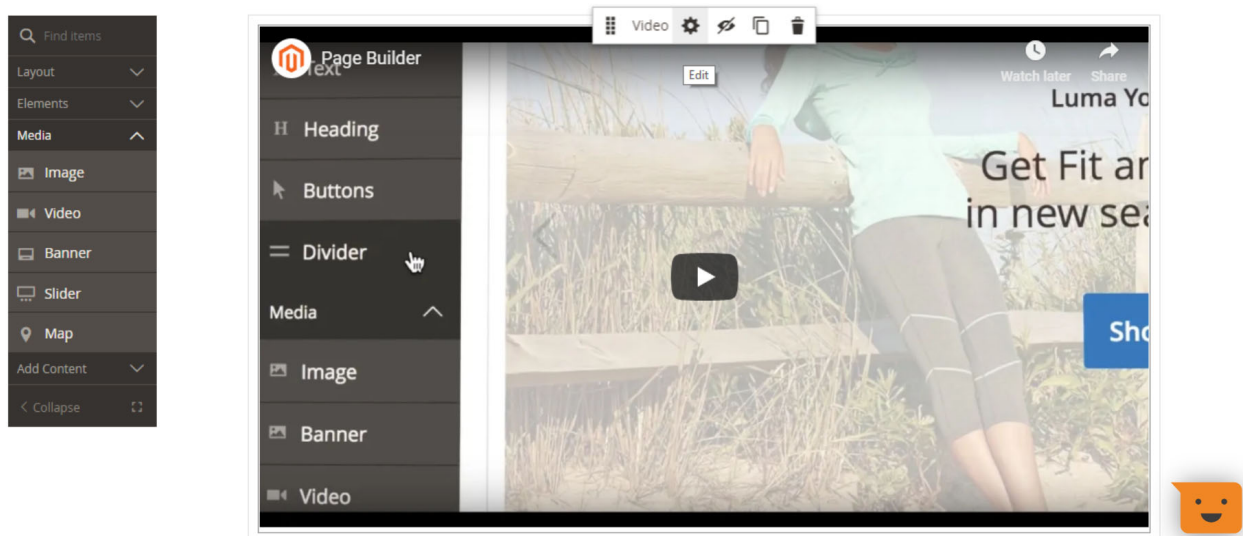 Find items
Layout
Elements
Media
Image
Video
Banner
Slider
Map
Add Content
Collapse
Video
Edit
Page Builder
Watch later
Share
Text
Heading
Buttons
Divider
Media
Image
Banner
Video
Luma Yo
Get Fit ar
in new sea
Sho